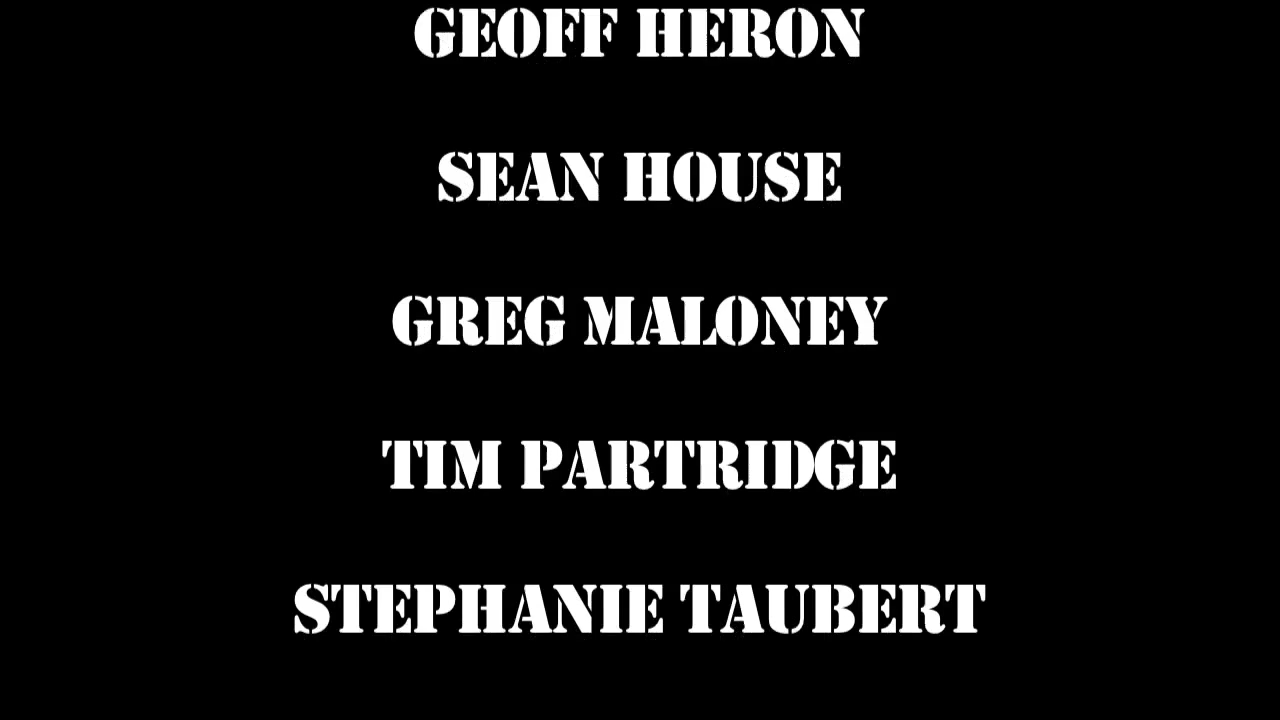 GEOFF HERON
SEAN HOUSE
GREG MALONEY
TIM PARTRIDGE
STEPHANIE TAUBERT